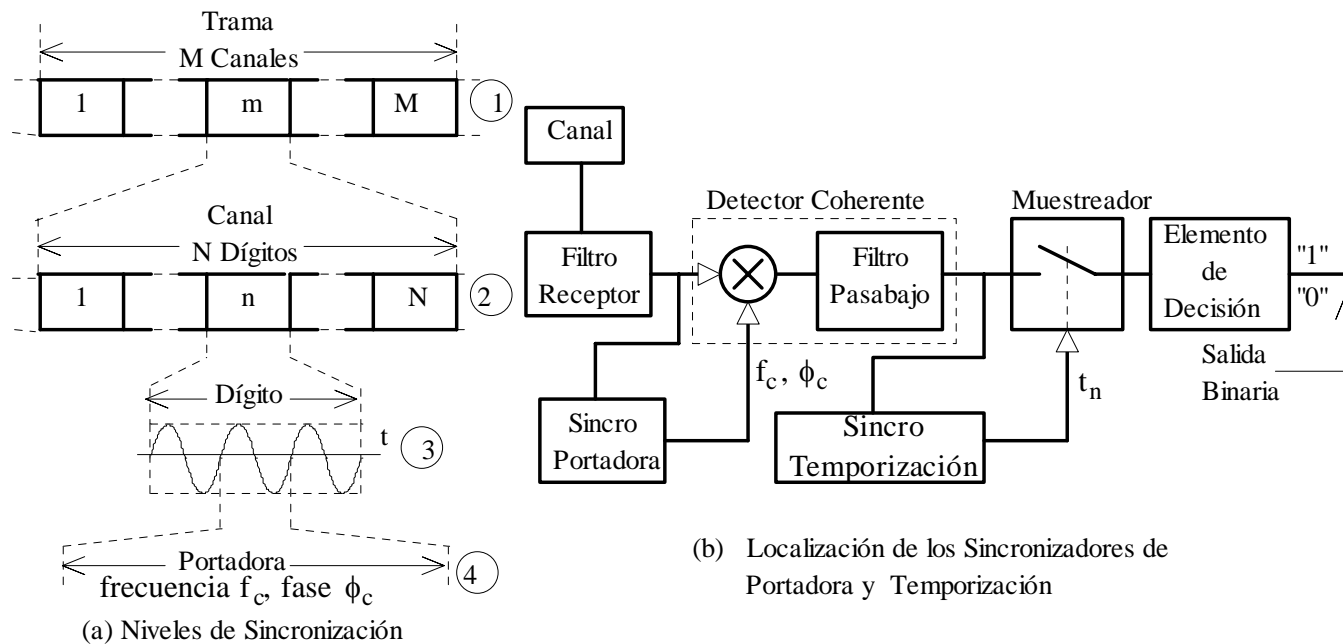 Trama
M Canales
1
m
M
1
Canal
N Dígitos
1
n
N
2
Dígito
t
3
Portadora
frecuencia f_c, fase ϕ_c
4
(a) Niveles de Sincronización
Canal
Detector Coherente
Muestreador
Filtro
Receptor
Filtro
Pasabajo
Elemento
de
Decisión
"1"
"0"
Salida
Binaria
f_c, ϕ_c
t_n
Sincro
Portadora
Sincro
Temporización
(b) Localización de los Sincronizadores de
Portadora y Temporización